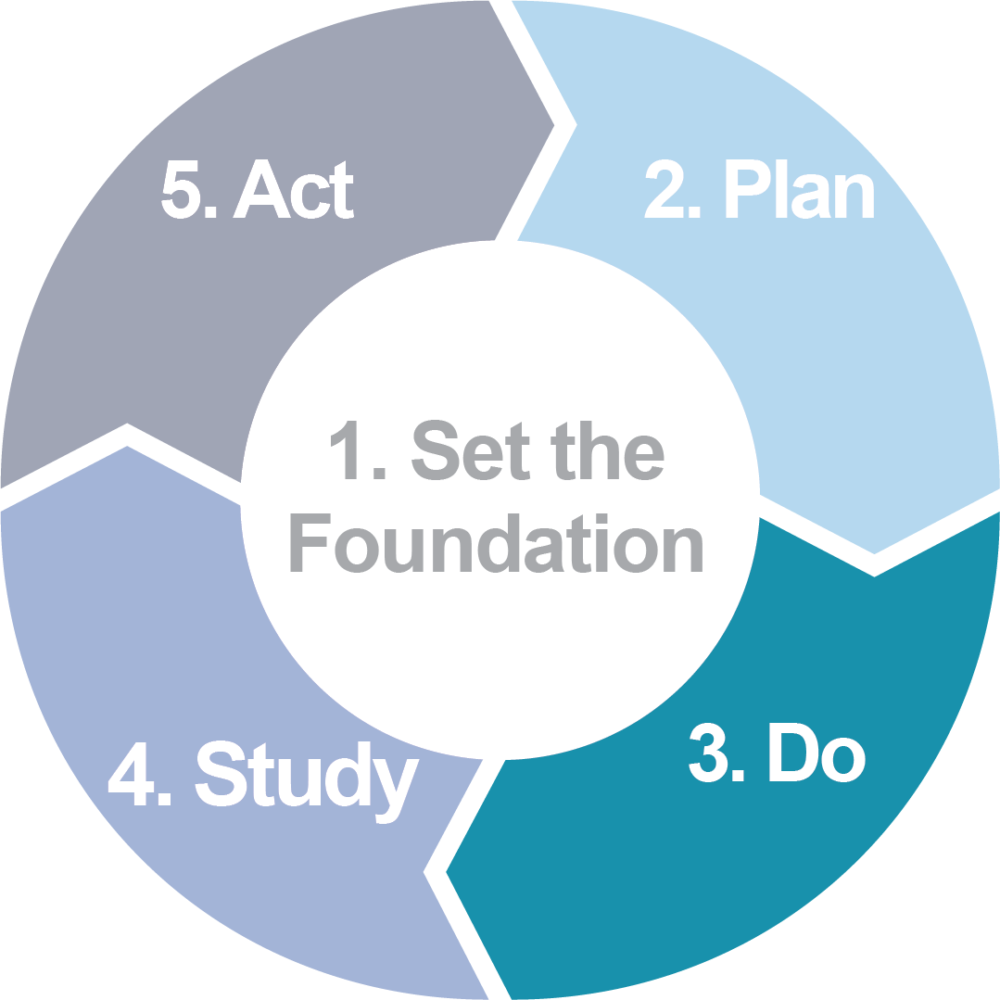 1. Set the
Foundation
2. Plan
3. Do
4. Study
5. Act